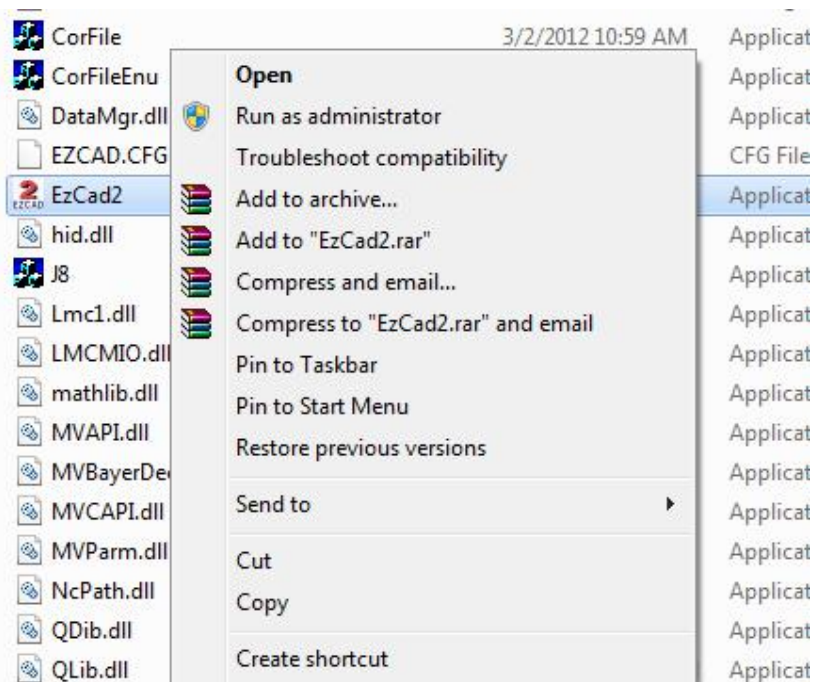 CorFile 3/2/2012 10:59 AM Applicat
CorFileEnu Applicat
DataMgr.dll Applicat
EZCAD.CFG CFG File
2 EZCAD EzCad2 Applicat
hid.dll Applicat
J8 Applicat
Lmc1.dll Applicat
LMCMIO.dll Applicat
mathlib.dll Applicat
MVAPI.dll Applicat
MVBayerDe Applicat
MVCAPI.dll Applicat
MVParm.dll Applicat
NcPath.dll Applicat
QDib.dll Applicat
QLib.dll Applicat
Open
Run as administrator
Troubleshoot compatibility
Add to archive...
Add to "EzCad2.rar"
Compress and email...
Compress to "EzCad2.rar" and email
Pin to Taskbar
Pin to Start Menu
Restore previous versions
Send to
Cut
Copy
Create shortcut